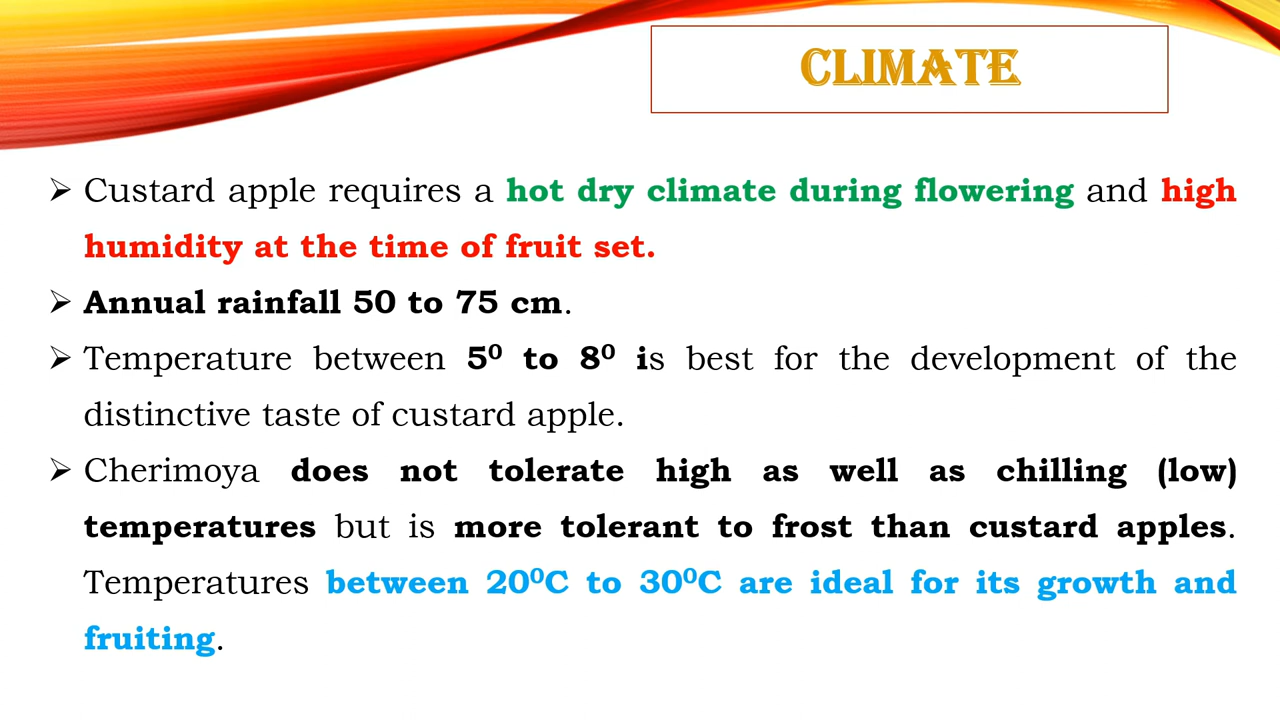 CLIMATE
➢ Custard apple requires a hot dry climate during flowering and high
humidity at the time of fruit set.
➢ Annual rainfall 50 to 75 cm.
➢ Temperature between 5⁰ to 8⁰ is best for the development of the
distinctive taste of custard apple.
➢ Cherimoya does not tolerate high as well as chilling (low)
temperatures but is more tolerant to frost than custard apples.
Temperatures between 20⁰C to 30⁰C are ideal for its growth and
fruiting.